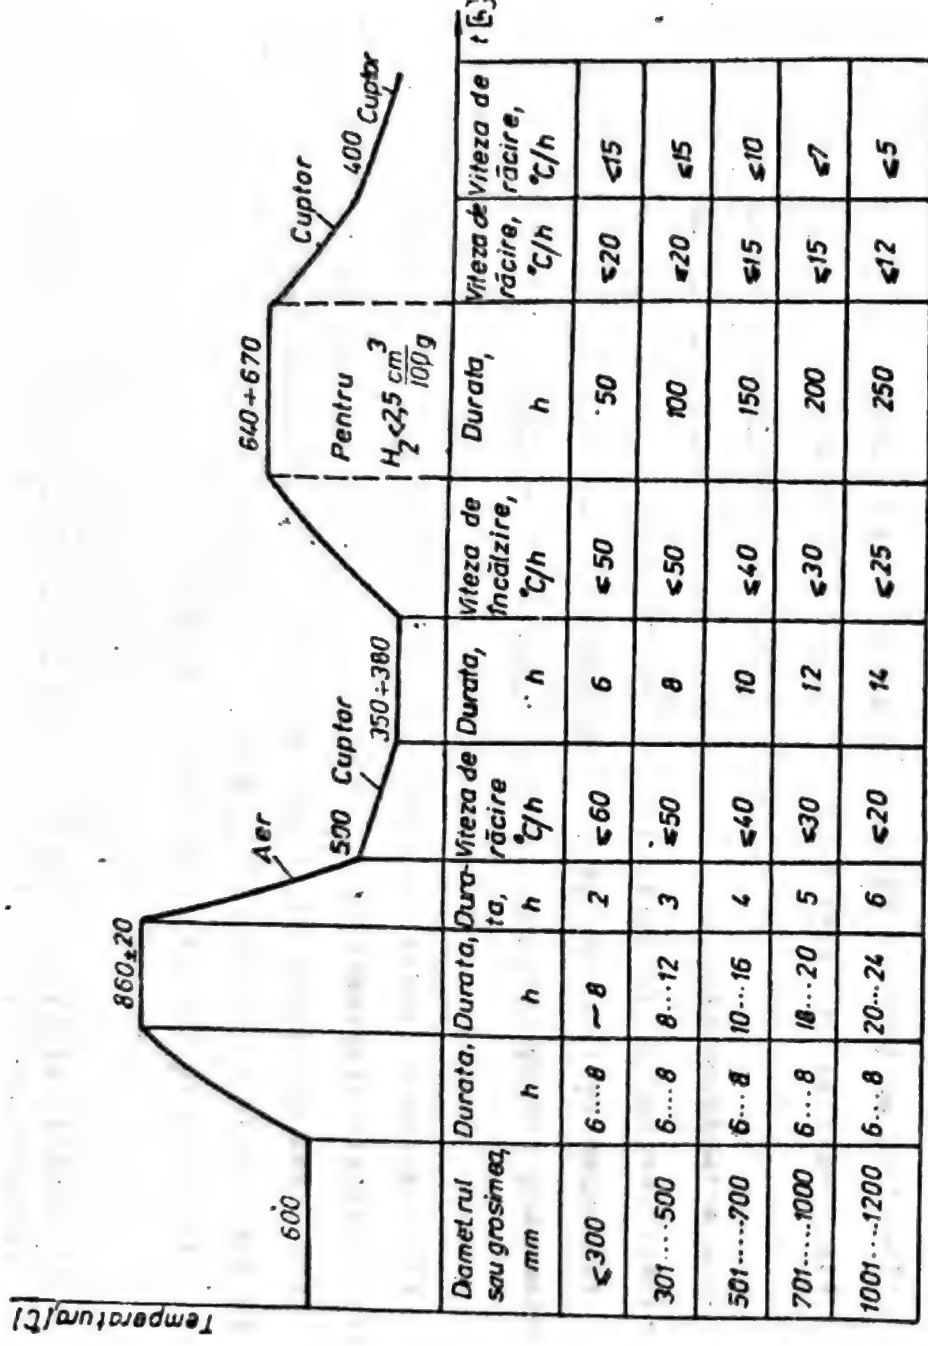 Temperatura[°C]
600
860±20
Aer
500
Cuptor
350÷380
640÷670
Pentru
H2<2,5 cm3/100g
Cuptor
400
Cuptor
t [h]
Diametrul sau grosimea, mm
Durata, h
Durata, h
Dura-ta, h
Viteza de răcire °C/h
Durata, h
Viteza de încălzire, °C/h
Durata, h
Viteza de răcire, °C/h
Viteza de răcire, °C/h
⩽300 6....8 ~8 2 ⩽60 6 ⩽50 50 ⩽20 <15
301....500 6....8 8...12 3 ⩽50 8 ⩽50 100 ⩽20 ⩽15
501....700 6...8 10...16 4 ⩽40 10 ⩽40 150 ⩽15 ⩽10
701.....1000 6...8 18...20 5 ⩽30 12 ⩽30 200 ⩽15 ⩽7
1001....1200 6...8 20...24 6 ⩽20 14 ⩽25 250 ⩽12 ⩽5